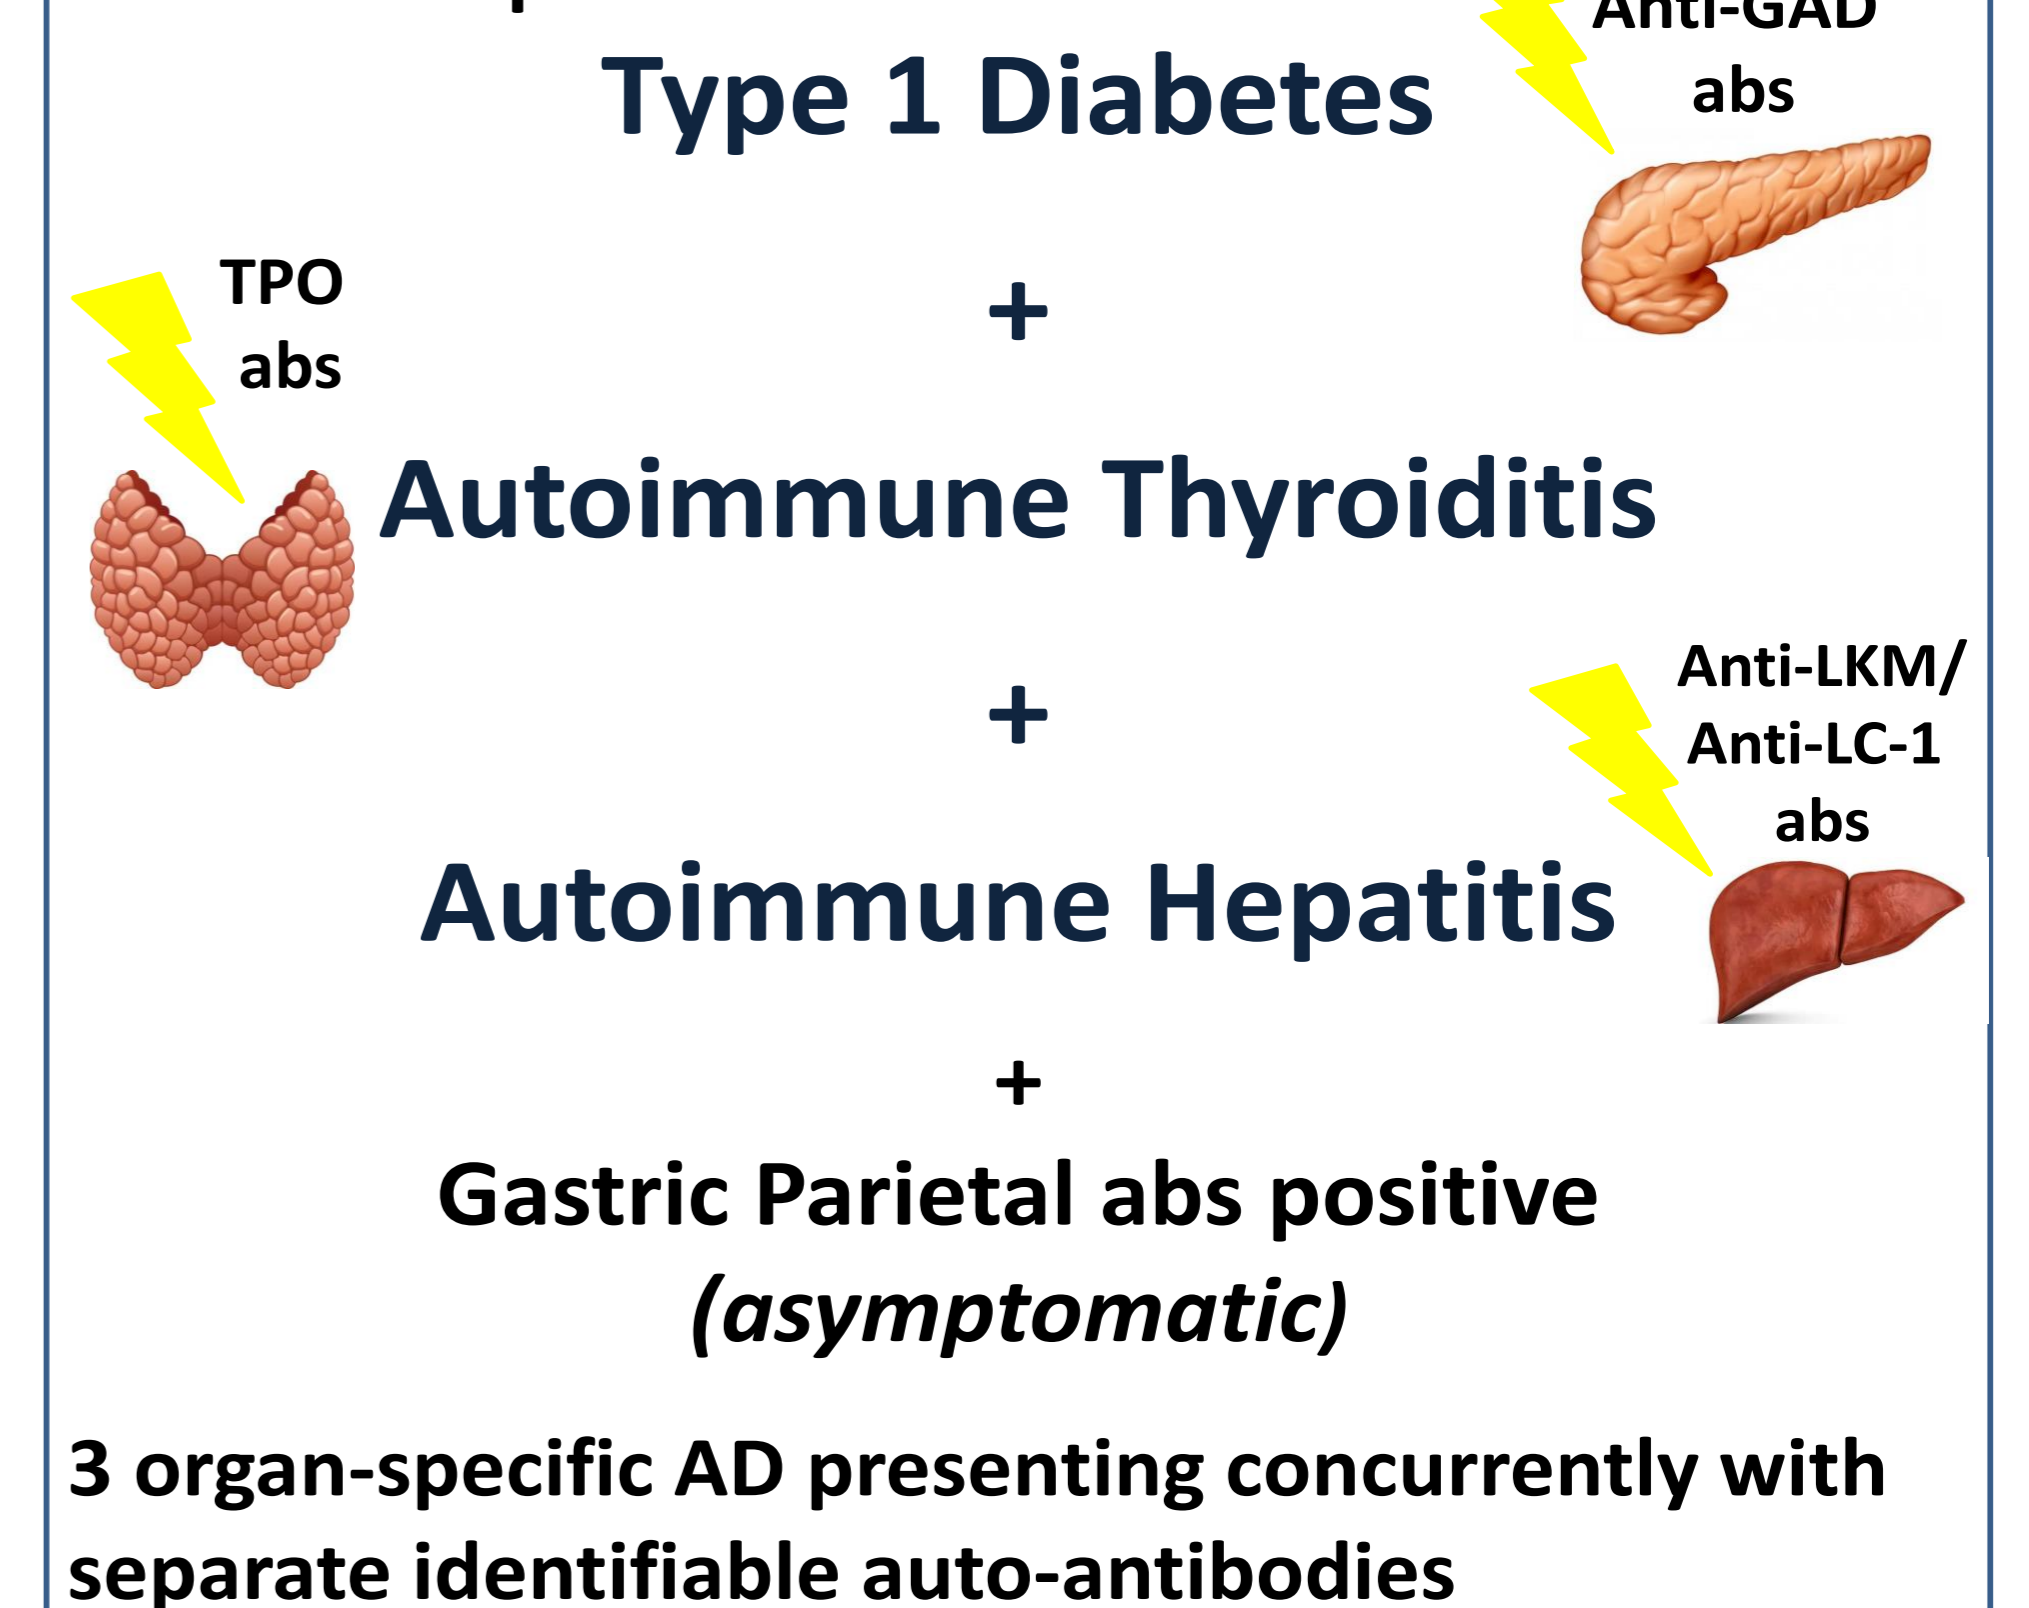 Anti-GAD
abs
Type 1 Diabetes
+
TPO
abs
Autoimmune Thyroiditis
+
Anti-LKM/
Anti-LC-1
abs
Autoimmune Hepatitis
+
Gastric Parietal abs positive
(asymptomatic)
3 organ-specific AD presenting concurrently with
separate identifiable auto-antibodies